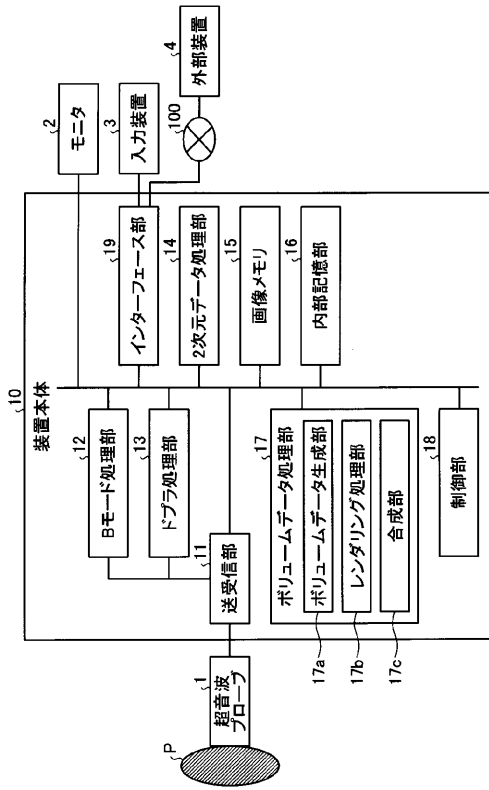 10
装置本体
P
1
超音波
プローブ
11
送受信部
12
Bモード処理部
13
ドプラ処理部
17
ボリュームデータ処理部
17a
ボリュームデータ生成部
17b
レンダリング処理部
17c
合成部
18
制御部
19
インターフェース部
14
2次元データ処理部
15
画像メモリ
16
内部記憶部
2
モニタ
3
入力装置
100
4
外部装置